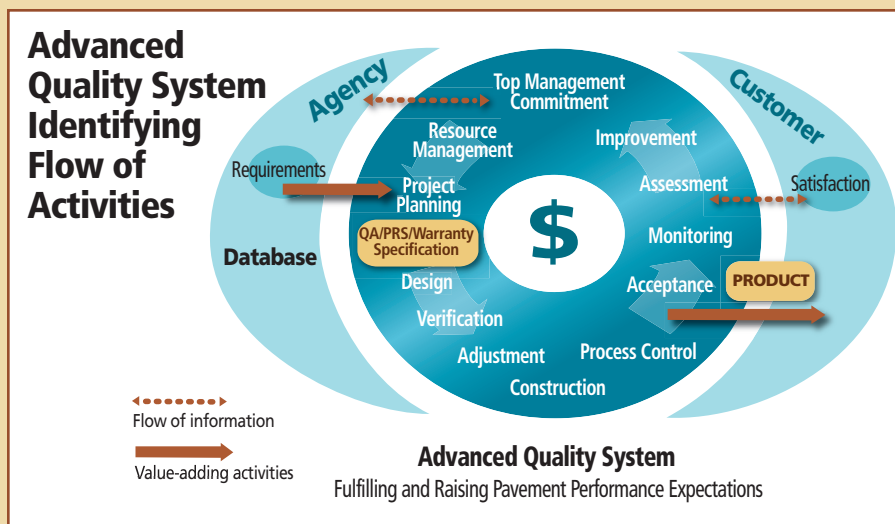 Advanced
Quality System
Identifying
Flow of
Activities
Agency
Customer
Top Management
Commitment
Resource
Management
Improvement
Requirements
Project
Planning
Assessment
Satisfaction
QA/PRS/Warranty
Specification
$
Monitoring
Database
Design
Acceptance
PRODUCT
Verification
Adjustment
Process Control
Construction
Flow of information
Value-adding activities
Advanced Quality System
Fulfilling and Raising Pavement Performance Expectations